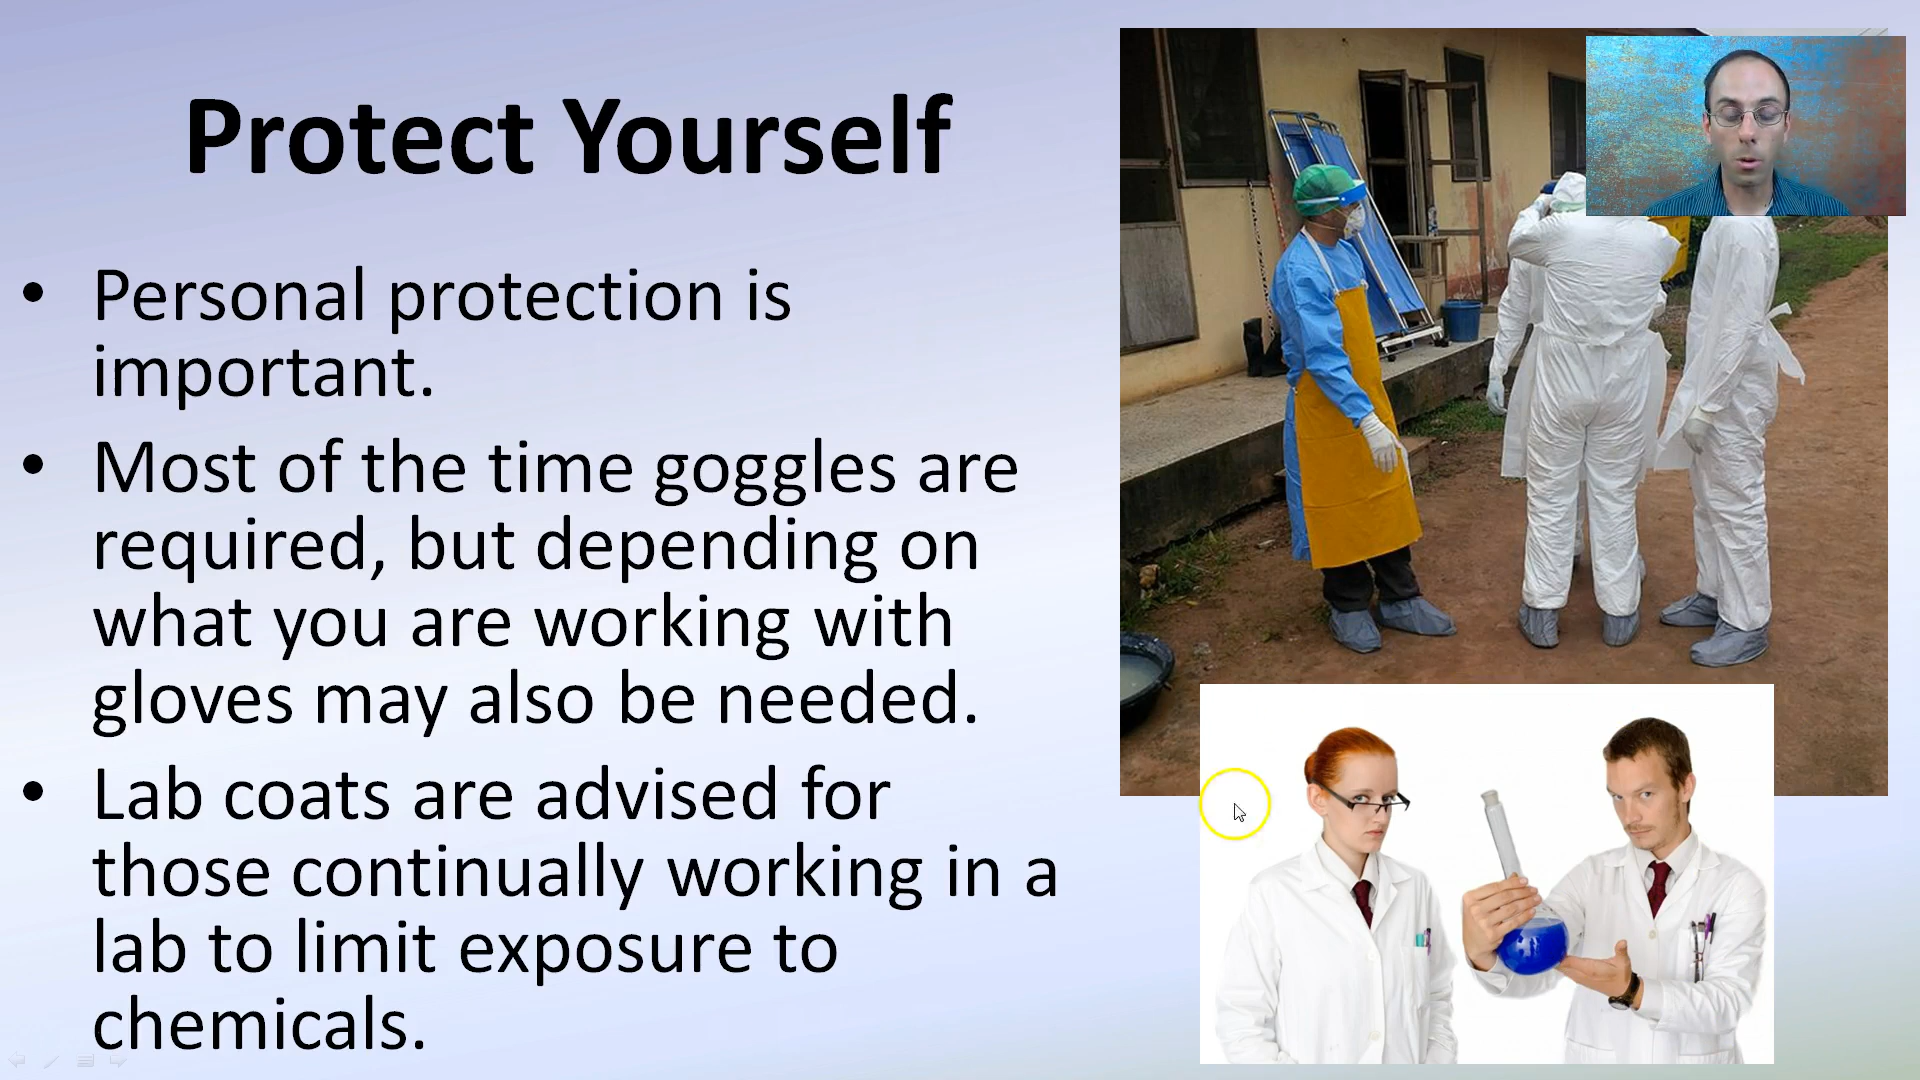 Protect Yourself
• Personal protection is
important.
• Most of the time goggles are
required, but depending on
what you are working with
gloves may also be needed.
• Lab coats are advised for
those continually working in a
lab to limit exposure to
chemicals.